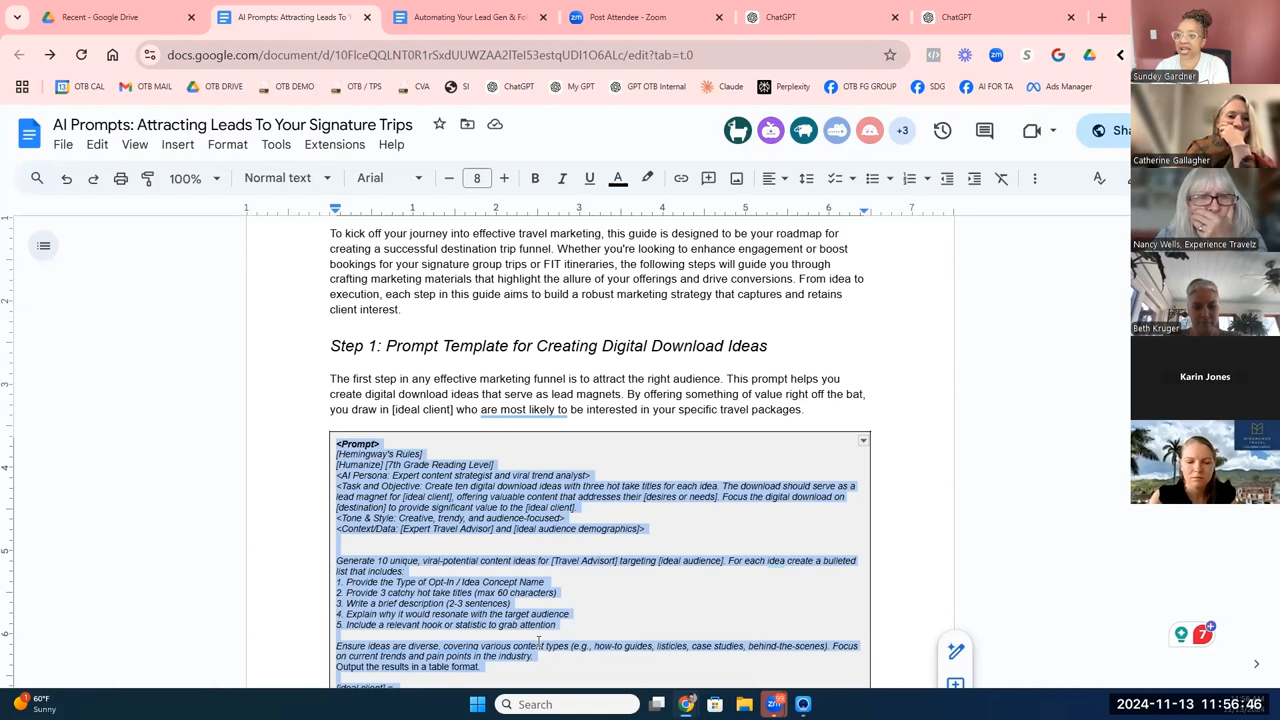 Recent - Google Drive
AI Prompts: Attracting Leads To Y
Automating Your Lead Gen & Fo
Post Attendee - Zoom
ChatGPT
ChatGPT
OTB CAL
OTB MAIL
OTB DRIVE
OTB DEMO
OTB / TPS
CVA
ChatGPT
My GPT
GPT OTB Internal
Claude
Perplexity
OTB FG GROUP
SDG
AI FOR TA
Ads Manager
AI Prompts: Attracting Leads To Your Signature Trips
File Edit View Insert Format Tools Extensions Help
+3
Sha
100%
Normal text
Arial
8
To kick off your journey into effective travel marketing, this guide is designed to be your roadmap for
creating a successful destination trip funnel. Whether you're looking to enhance engagement or boost
bookings for your signature group trips or FIT itineraries, the following steps will guide you through
crafting marketing materials that highlight the allure of your offerings and drive conversions. From idea to
execution, each step in this guide aims to build a robust marketing strategy that captures and retains
client interest.
Step 1: Prompt Template for Creating Digital Download Ideas
The first step in any effective marketing funnel is to attract the right audience. This prompt helps you
create digital download ideas that serve as lead magnets. By offering something of value right off the bat,
you draw in [ideal client] who are most likely to be interested in your specific travel packages.
<Prompt>
[Hemingway's Rules]
[Humanize] [7th Grade Reading Level]
<AI Persona: Expert content strategist and viral trend analyst>
<Task and Objective: Create ten digital download ideas with three hot take titles for each idea. The download should serve as a
lead magnet for [ideal client], offering valuable content that addresses their [desires or needs]. Focus the digital download on
[destination] to provide significant value to the [ideal client].
<Tone & Style: Creative, trendy, and audience-focused>
<Context/Data: [Expert Travel Advisor] and [ideal audience demographics]>
Generate 10 unique, viral-potential content ideas for [Travel Advisort] targeting [ideal audience]. For each idea create a bulleted
list that includes:
1. Provide the Type of Opt-In / Idea Concept Name
2. Provide 3 catchy hot take titles (max 60 characters)
3. Write a brief description (2-3 sentences)
4. Explain why it would resonate with the target audience
5. Include a relevant hook or statistic to grab attention
Ensure ideas are diverse, covering various content types (e.g., how-to guides, listicles, case studies, behind-the-scenes). Focus
on current trends and pain points in the industry.
Output the results in a table format.
[ideal client] =
Sundey Gardner
Catherine Gallagher
Nancy Wells, Experience Travelz
Beth Kruger
Karin Jones
7
60°F
Sunny
Search
2024-11-13 11:56:46